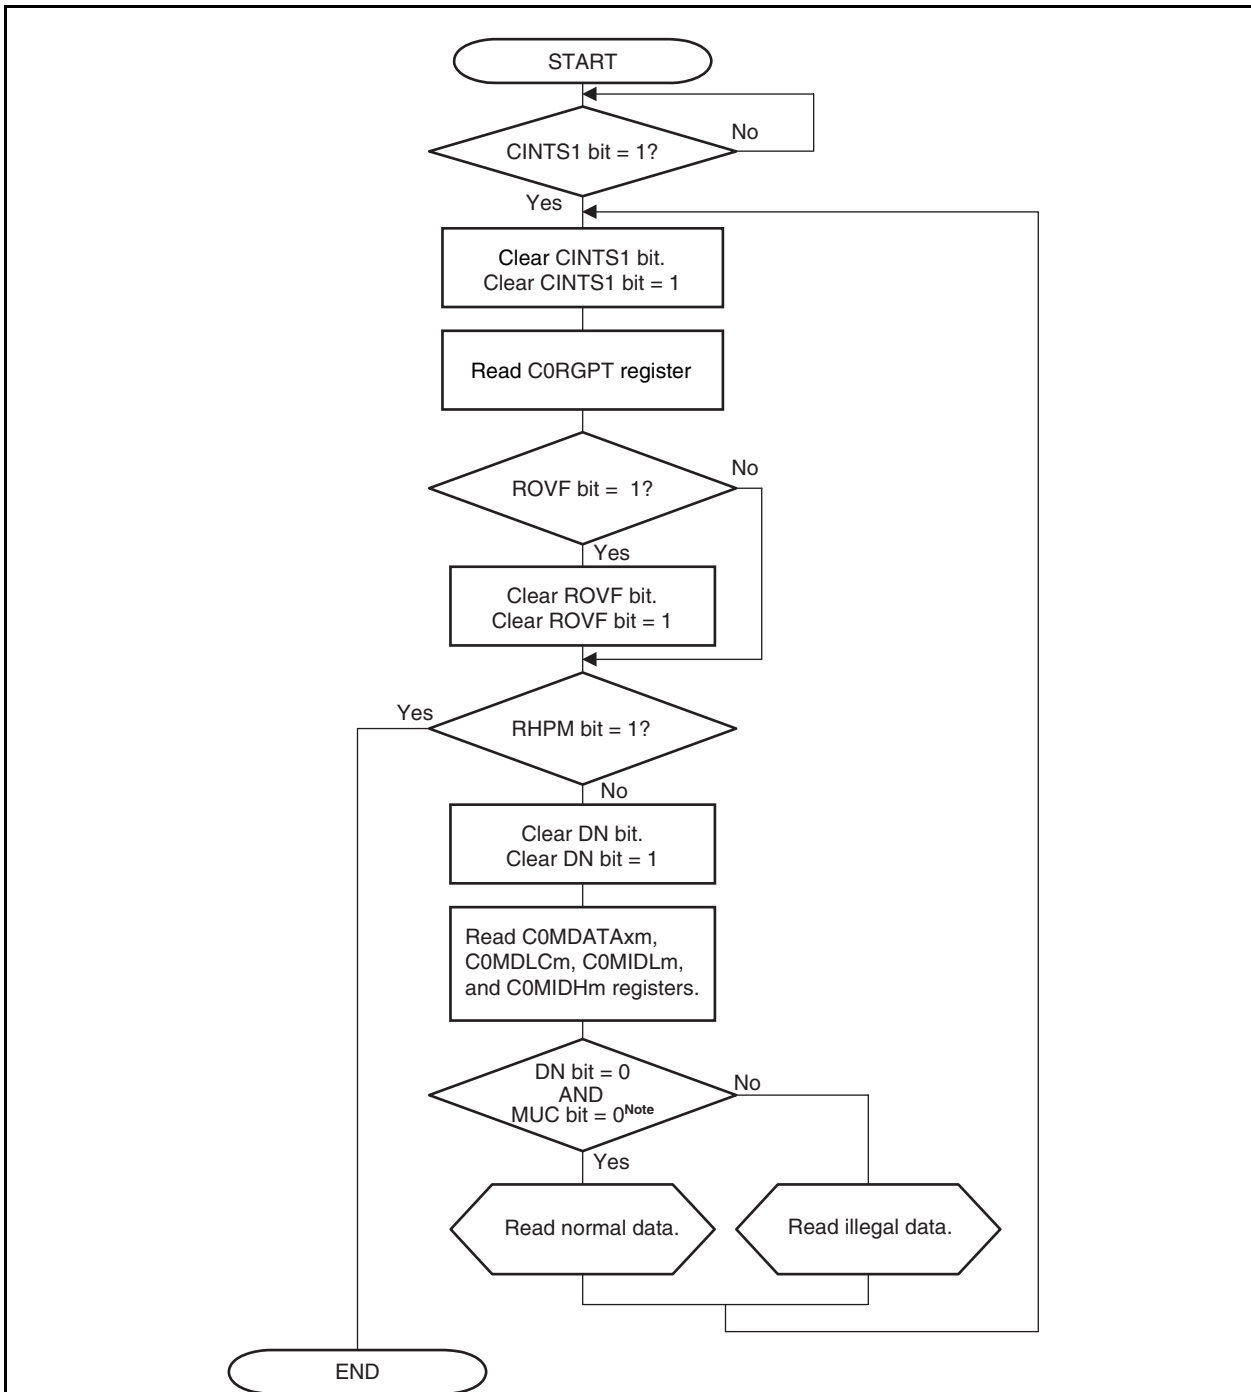 START
No
CINTS1 bit = 1?
Yes
Clear CINTS1 bit.
Clear CINTS1 bit = 1
Read C0RGPT register
No
ROVF bit = 1?
Yes
Clear ROVF bit.
Clear ROVF bit = 1
Yes
RHPM bit = 1?
No
Clear DN bit.
Clear DN bit = 1
Read C0MDATAxm,
C0MDLCm, C0MIDLm,
and C0MIDHm registers.
DN bit = 0
No
AND
MUC bit = 0Note
Yes
Read normal data.
Read illegal data.
END